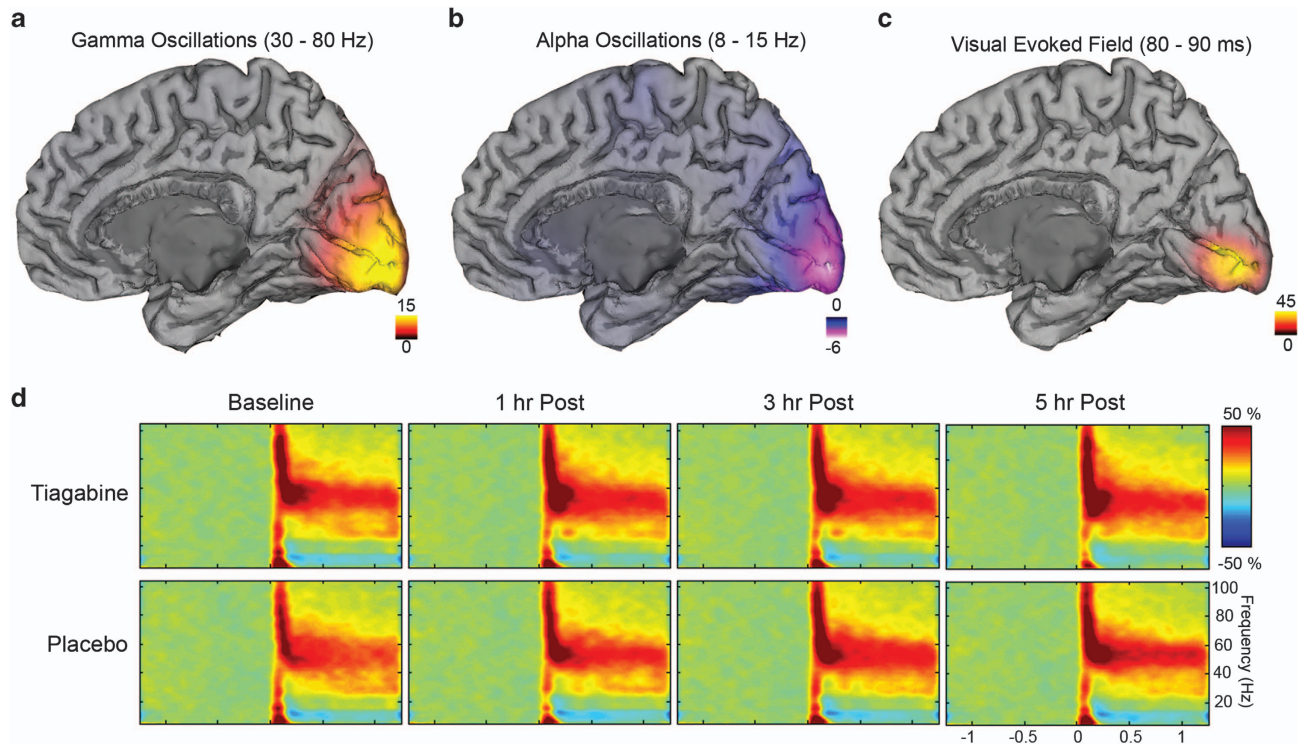 a
Gamma Oscillations (30 - 80 Hz)
15
0
b
Alpha Oscillations (8 - 15 Hz)
0
-6
c
Visual Evoked Field (80 - 90 ms)
45
0
d
Baseline
1 hr Post
3 hr Post
5 hr Post
50 %
-50 %
Tiagabine
Placebo
100
80
60
40
20
Frequency (Hz)
-1
-0.5
0
0.5
1